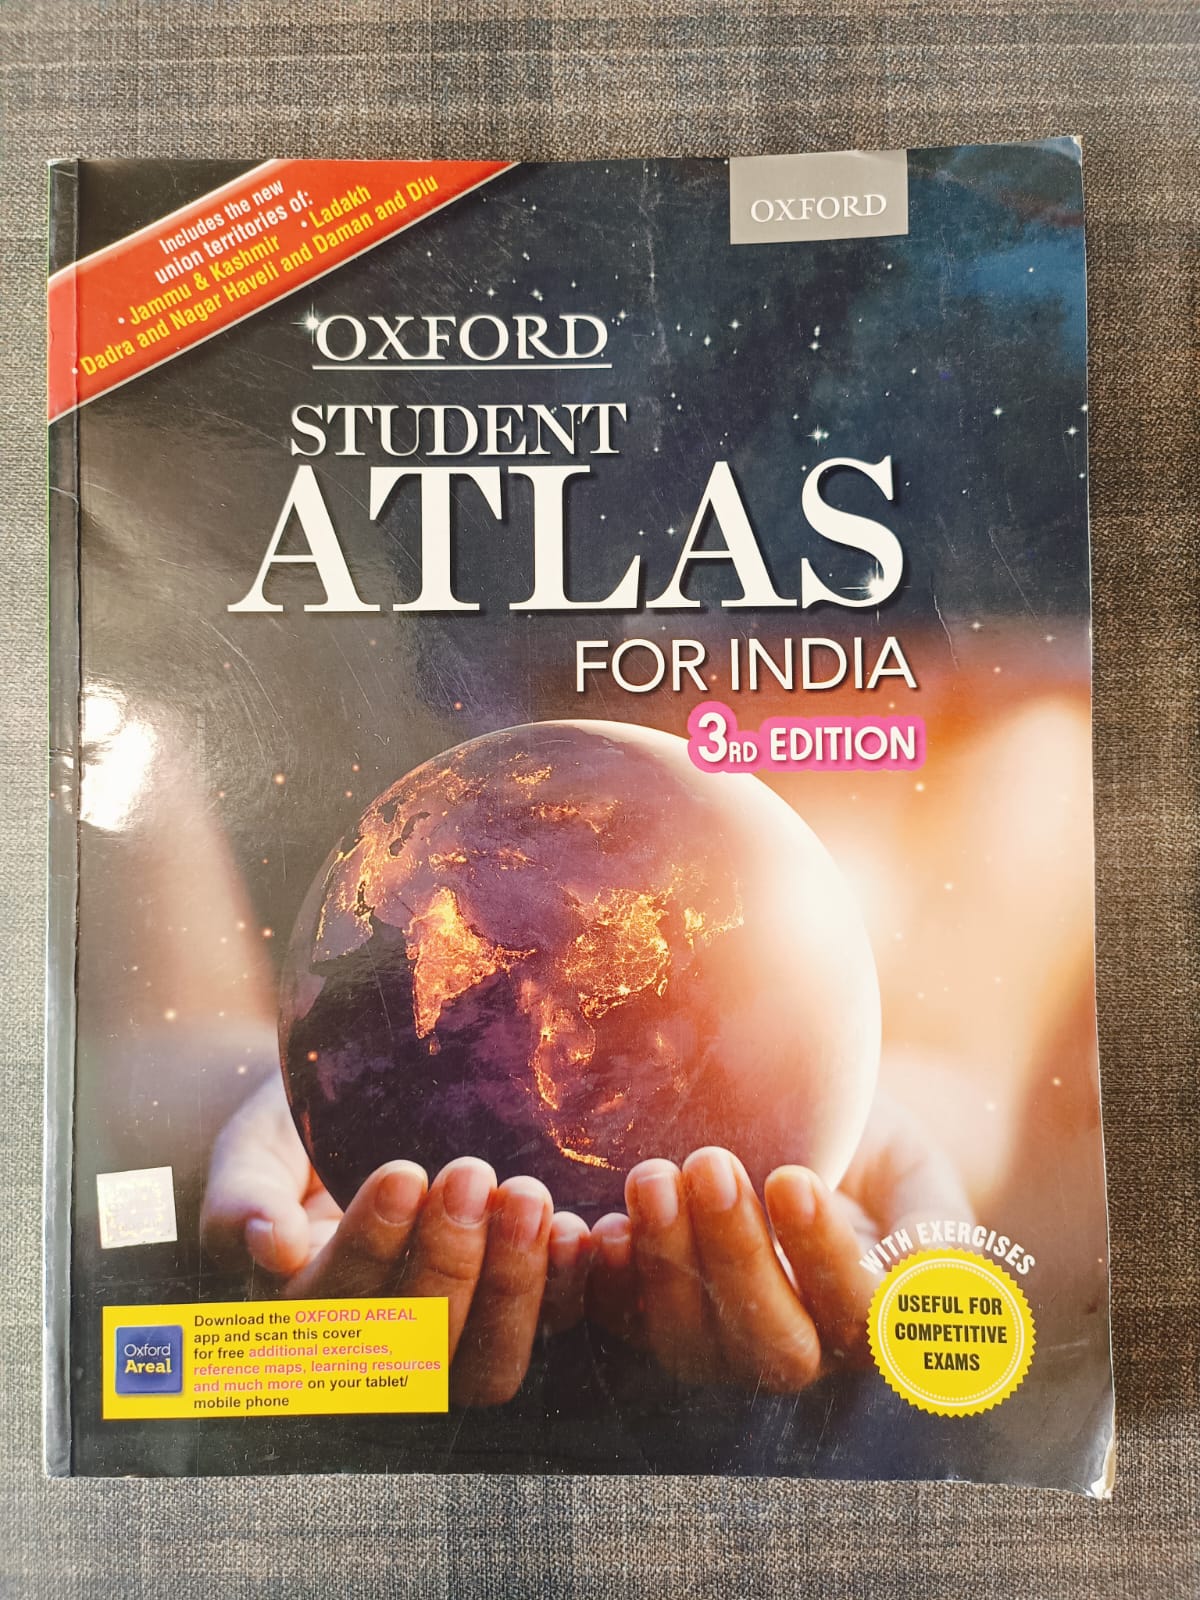 Includes the new
union territories of:
• Jammu & Kashmir • Ladakh
• Dadra and Nagar Haveli and Daman and Diu
OXFORD
OXFORD
STUDENT
ATLAS
FOR INDIA
3RD EDITION
WITH EXERCISES
USEFUL FOR
COMPETITIVE
EXAMS
Oxford
Areal
Download the OXFORD AREAL
app and scan this cover
for free additional exercises,
reference maps, learning resources
and much more on your tablet/
mobile phone